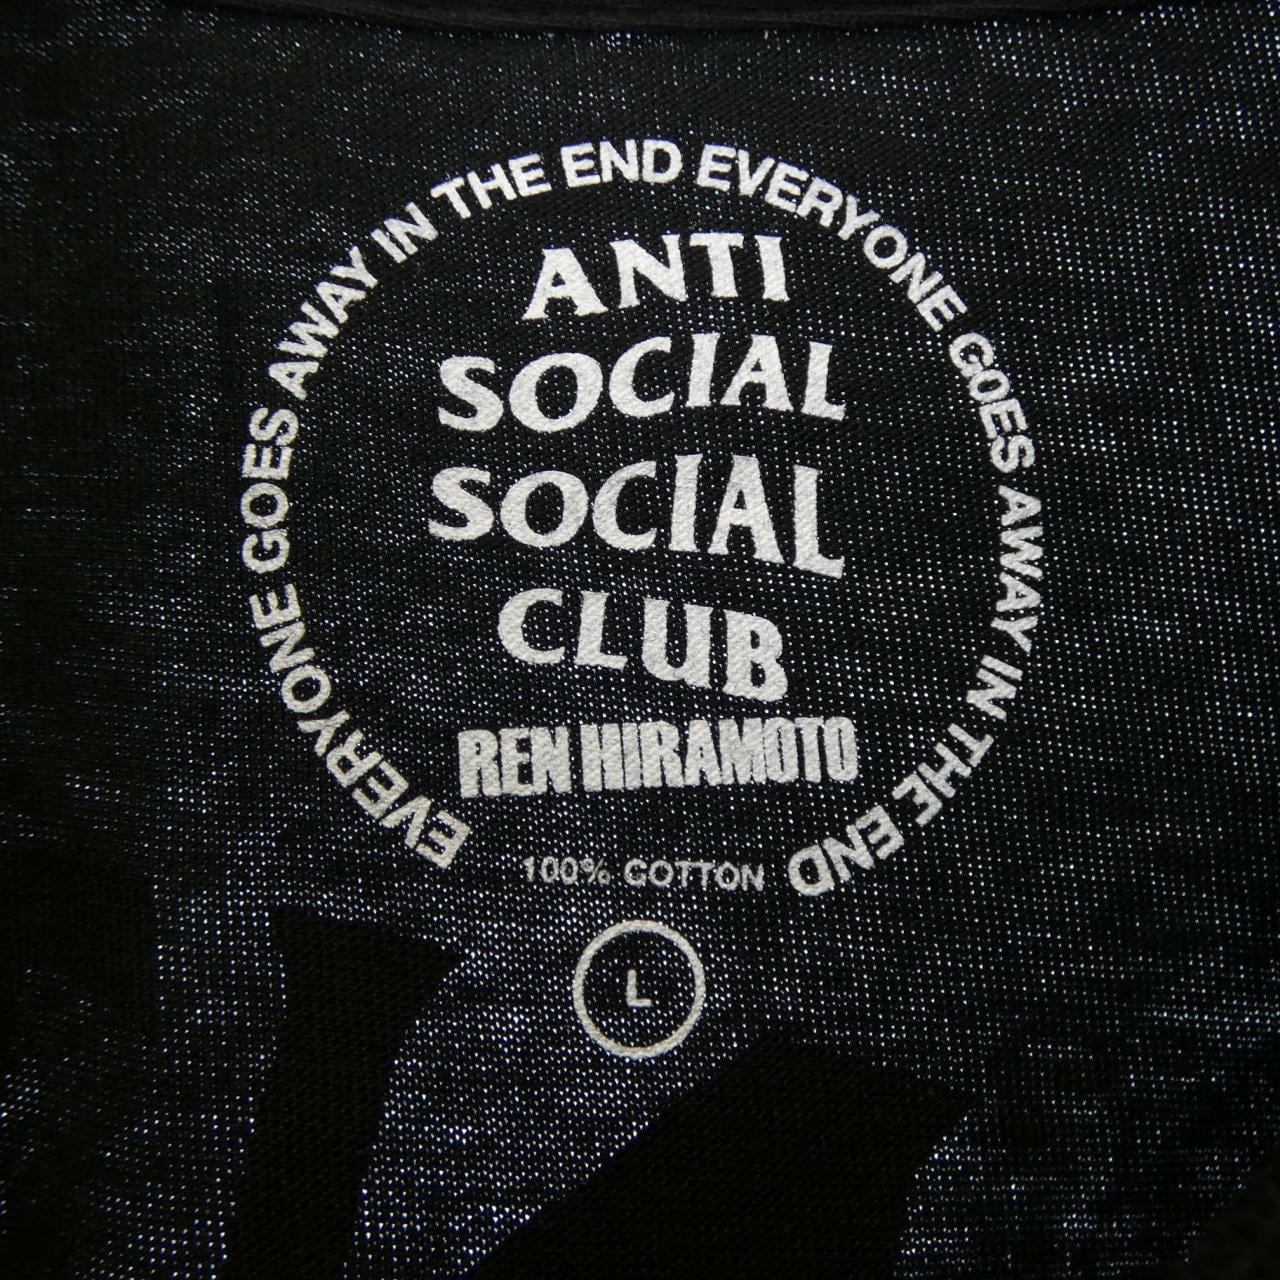 EVERYONE GOES AWAY IN THE END EVERYONE GOES AWAY IN THE END
ANTI
SOCIAL
SOCIAL
CLUB
REN HIRAMOTO
100% COTTON
L